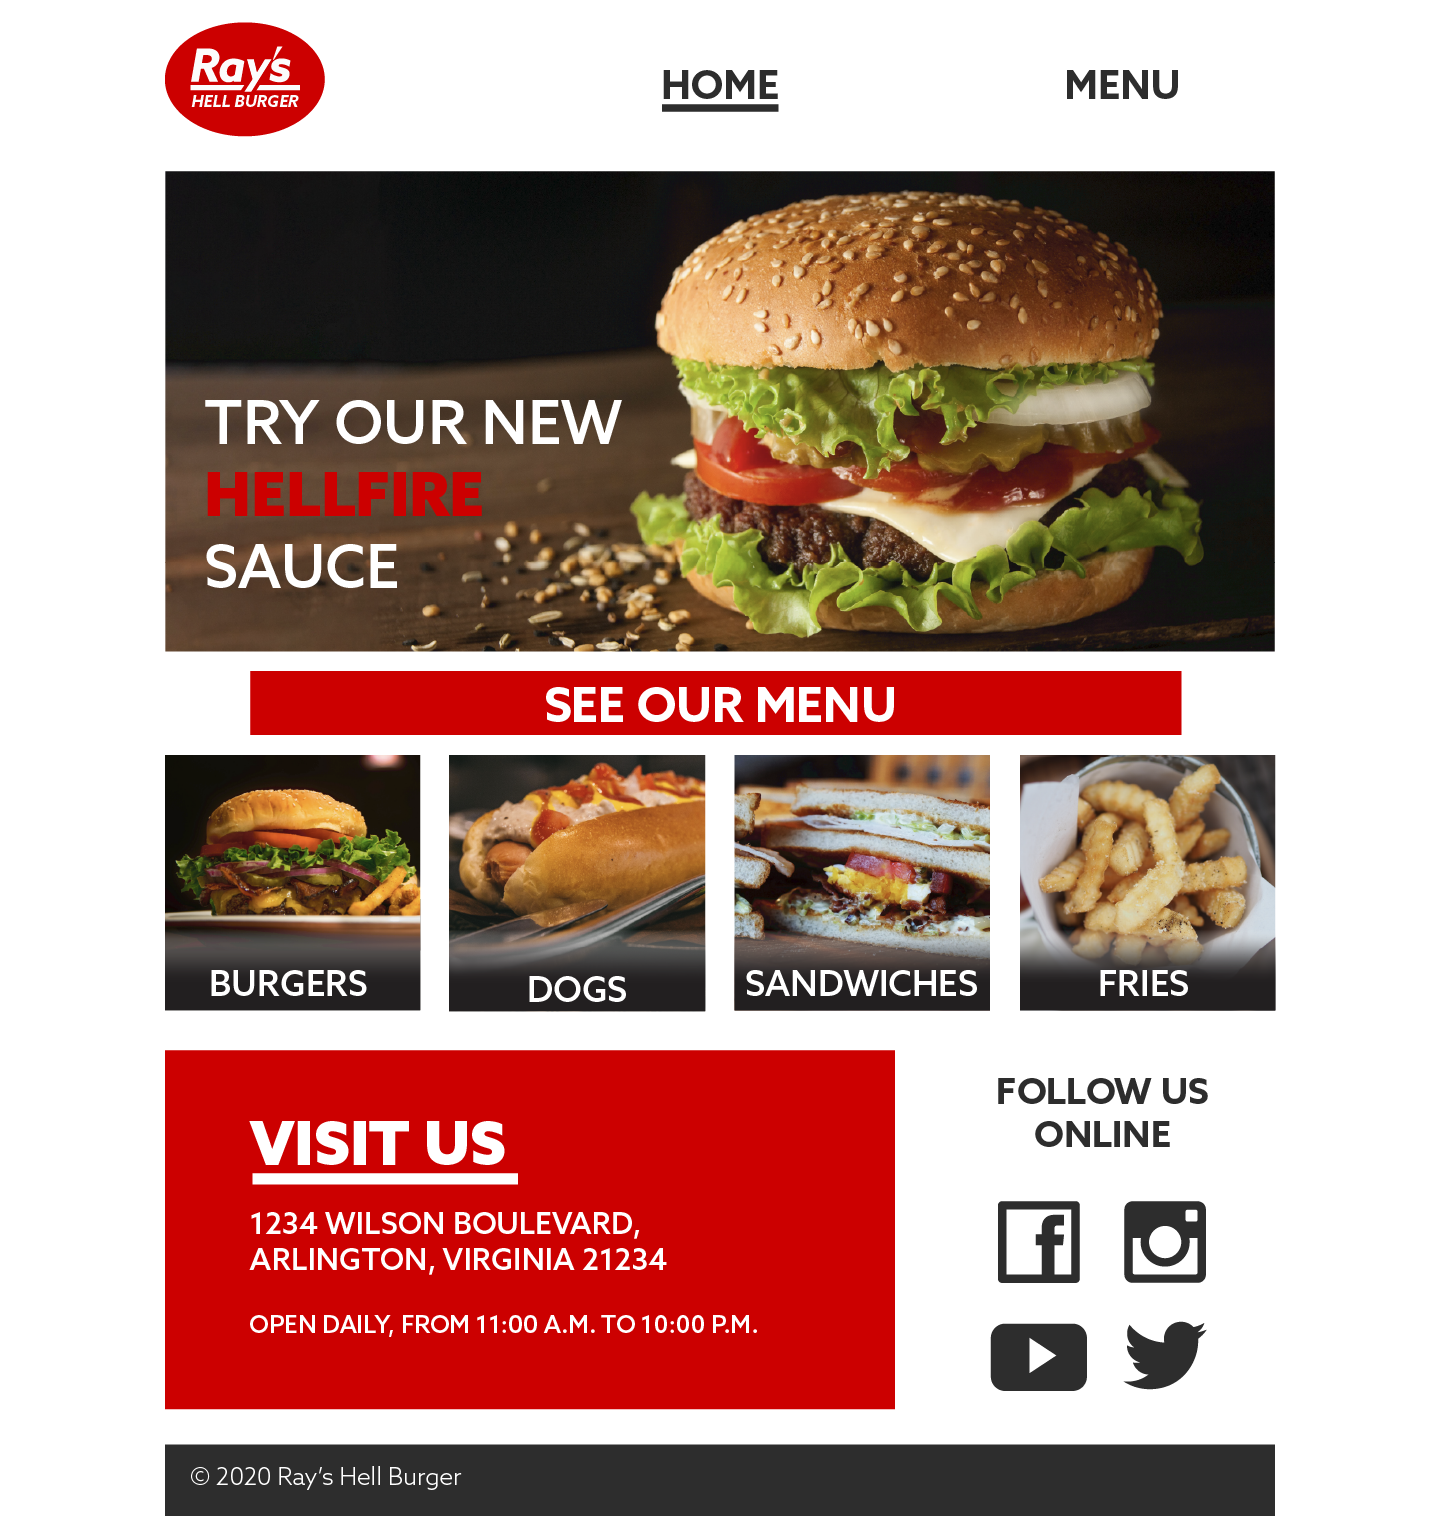 Ray's
HELL BURGER
HOME
MENU
TRY OUR NEW
HELLFIRE
SAUCE
SEE OUR MENU
BURGERS
DOGS
SANDWICHES
FRIES
VISIT US
1234 WILSON BOULEVARD,
ARLINGTON, VIRGINIA 21234
OPEN DAILY, FROM 11:00 A.M. TO 10:00 P.M.
FOLLOW US
ONLINE
© 2020 Ray’s Hell Burger